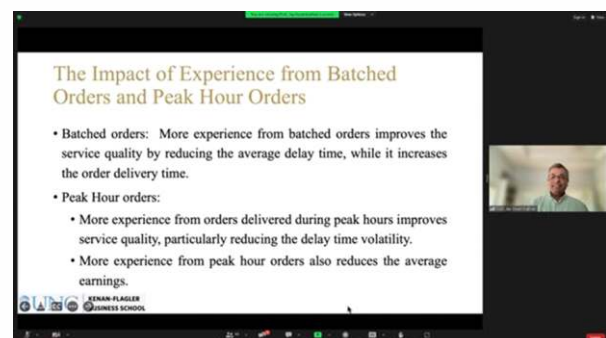 The Impact of Experience from Batched
Orders and Peak Hour Orders
• Batched orders: More experience from batched orders improves the
service quality by reducing the average delay time, while it increases
the order delivery time.
• Peak Hour orders:
• More experience from orders delivered during peak hours improves
service quality, particularly reducing the delay time volatility.
• More experience from peak hour orders also reduces the average
earnings.
KENAN-FLAGLER
BUSINESS SCHOOL